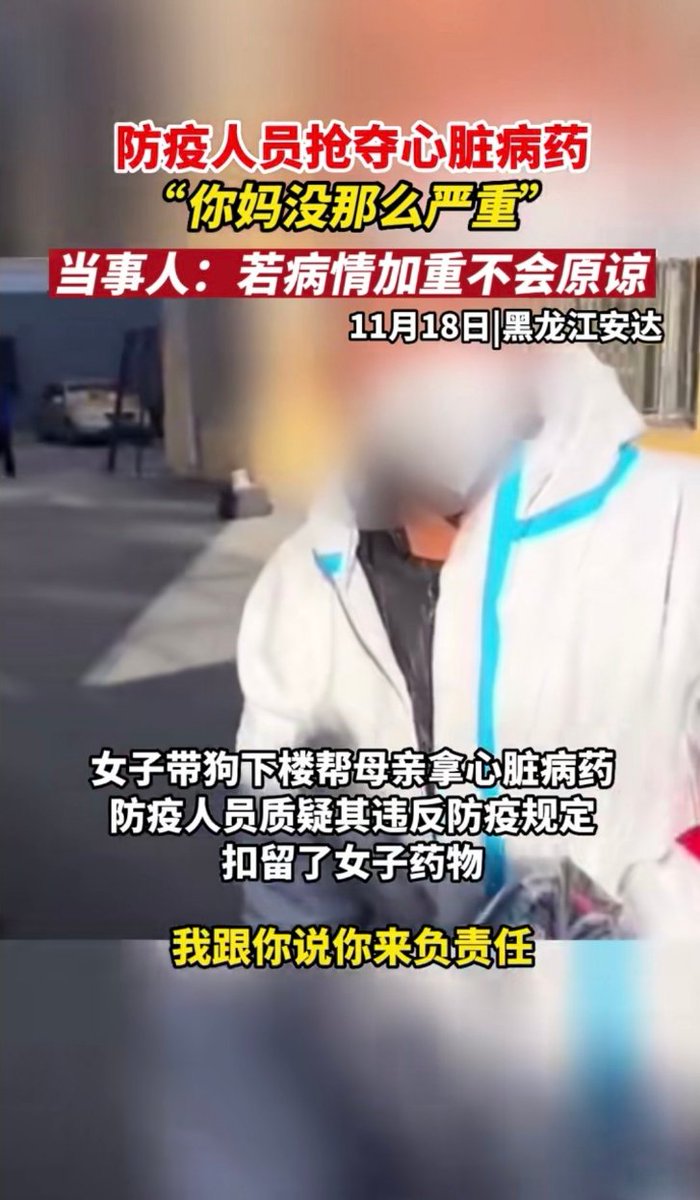 防疫人员抢夺心脏病药
“你妈没那么严重”
当事人：若病情加重不会原谅
11月18日|黑龙江安达
女子带狗下楼帮母亲拿心脏病药
防疫人员质疑其违反防疫规定
扣留了女子药物
我跟你说你来负责任